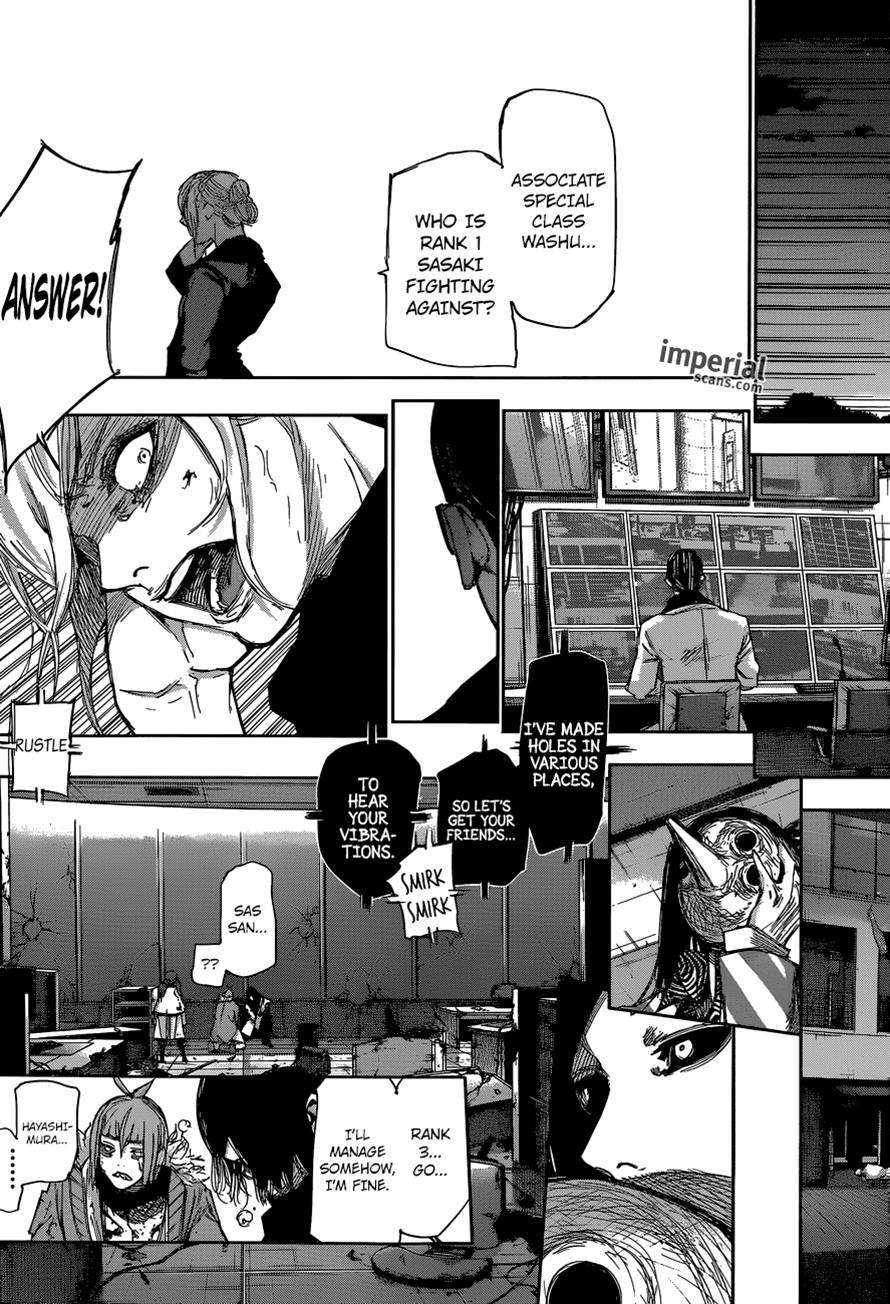 ASSOCIATE
SPECIAL
CLASS
WASHU...
WHO IS
RANK 1
SASAKI
FIGHTING
AGAINST?
ANSWER!
imperial
scans.com
I'VE MADE
HOLES IN
VARIOUS
PLACES,
SO LET'S
GET YOUR
FRIENDS...
TO
HEAR
YOUR
VIBRA-
TIONS.
RUSTLE
SMIRK
SMIRK
SAS
SAN...
??
RANK
3...
GO...
I'LL
MANAGE
SOMEHOW,
I'M FINE.
HAYASHI-
MURA...
......